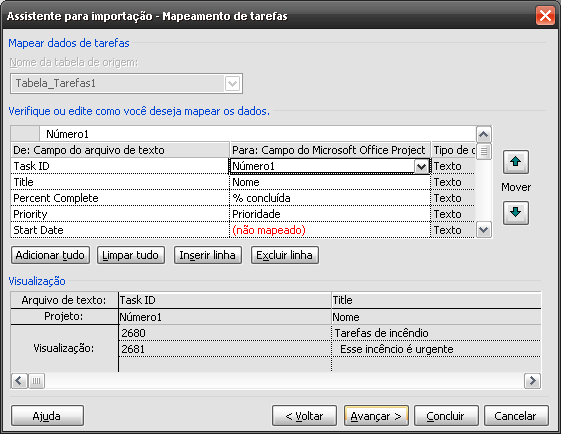 Assistente para importação - Mapeamento de tarefas
Mapear dados de tarefas
Nome da tabela de origem:
Tabela_Tarefas1
Verifique ou edite como você deseja mapear os dados.
Número1
De: Campo do arquivo de texto Para: Campo do Microsoft Office Project Tipo de d
Task ID Número1 Texto
Title Nome Texto
Percent Complete % concluída Texto
Priority Prioridade Texto
Start Date (não mapeado) Texto
Mover
Adicionar tudo Limpar tudo Inserir linha Excluir linha
Visualização
Arquivo de texto: Task ID Title
Projeto: Número1 Nome
Visualização:
2680 Tarefas de incêndio
2681 Esse incêncio é urgente
Ajuda < Voltar Avançar > Concluir Cancelar